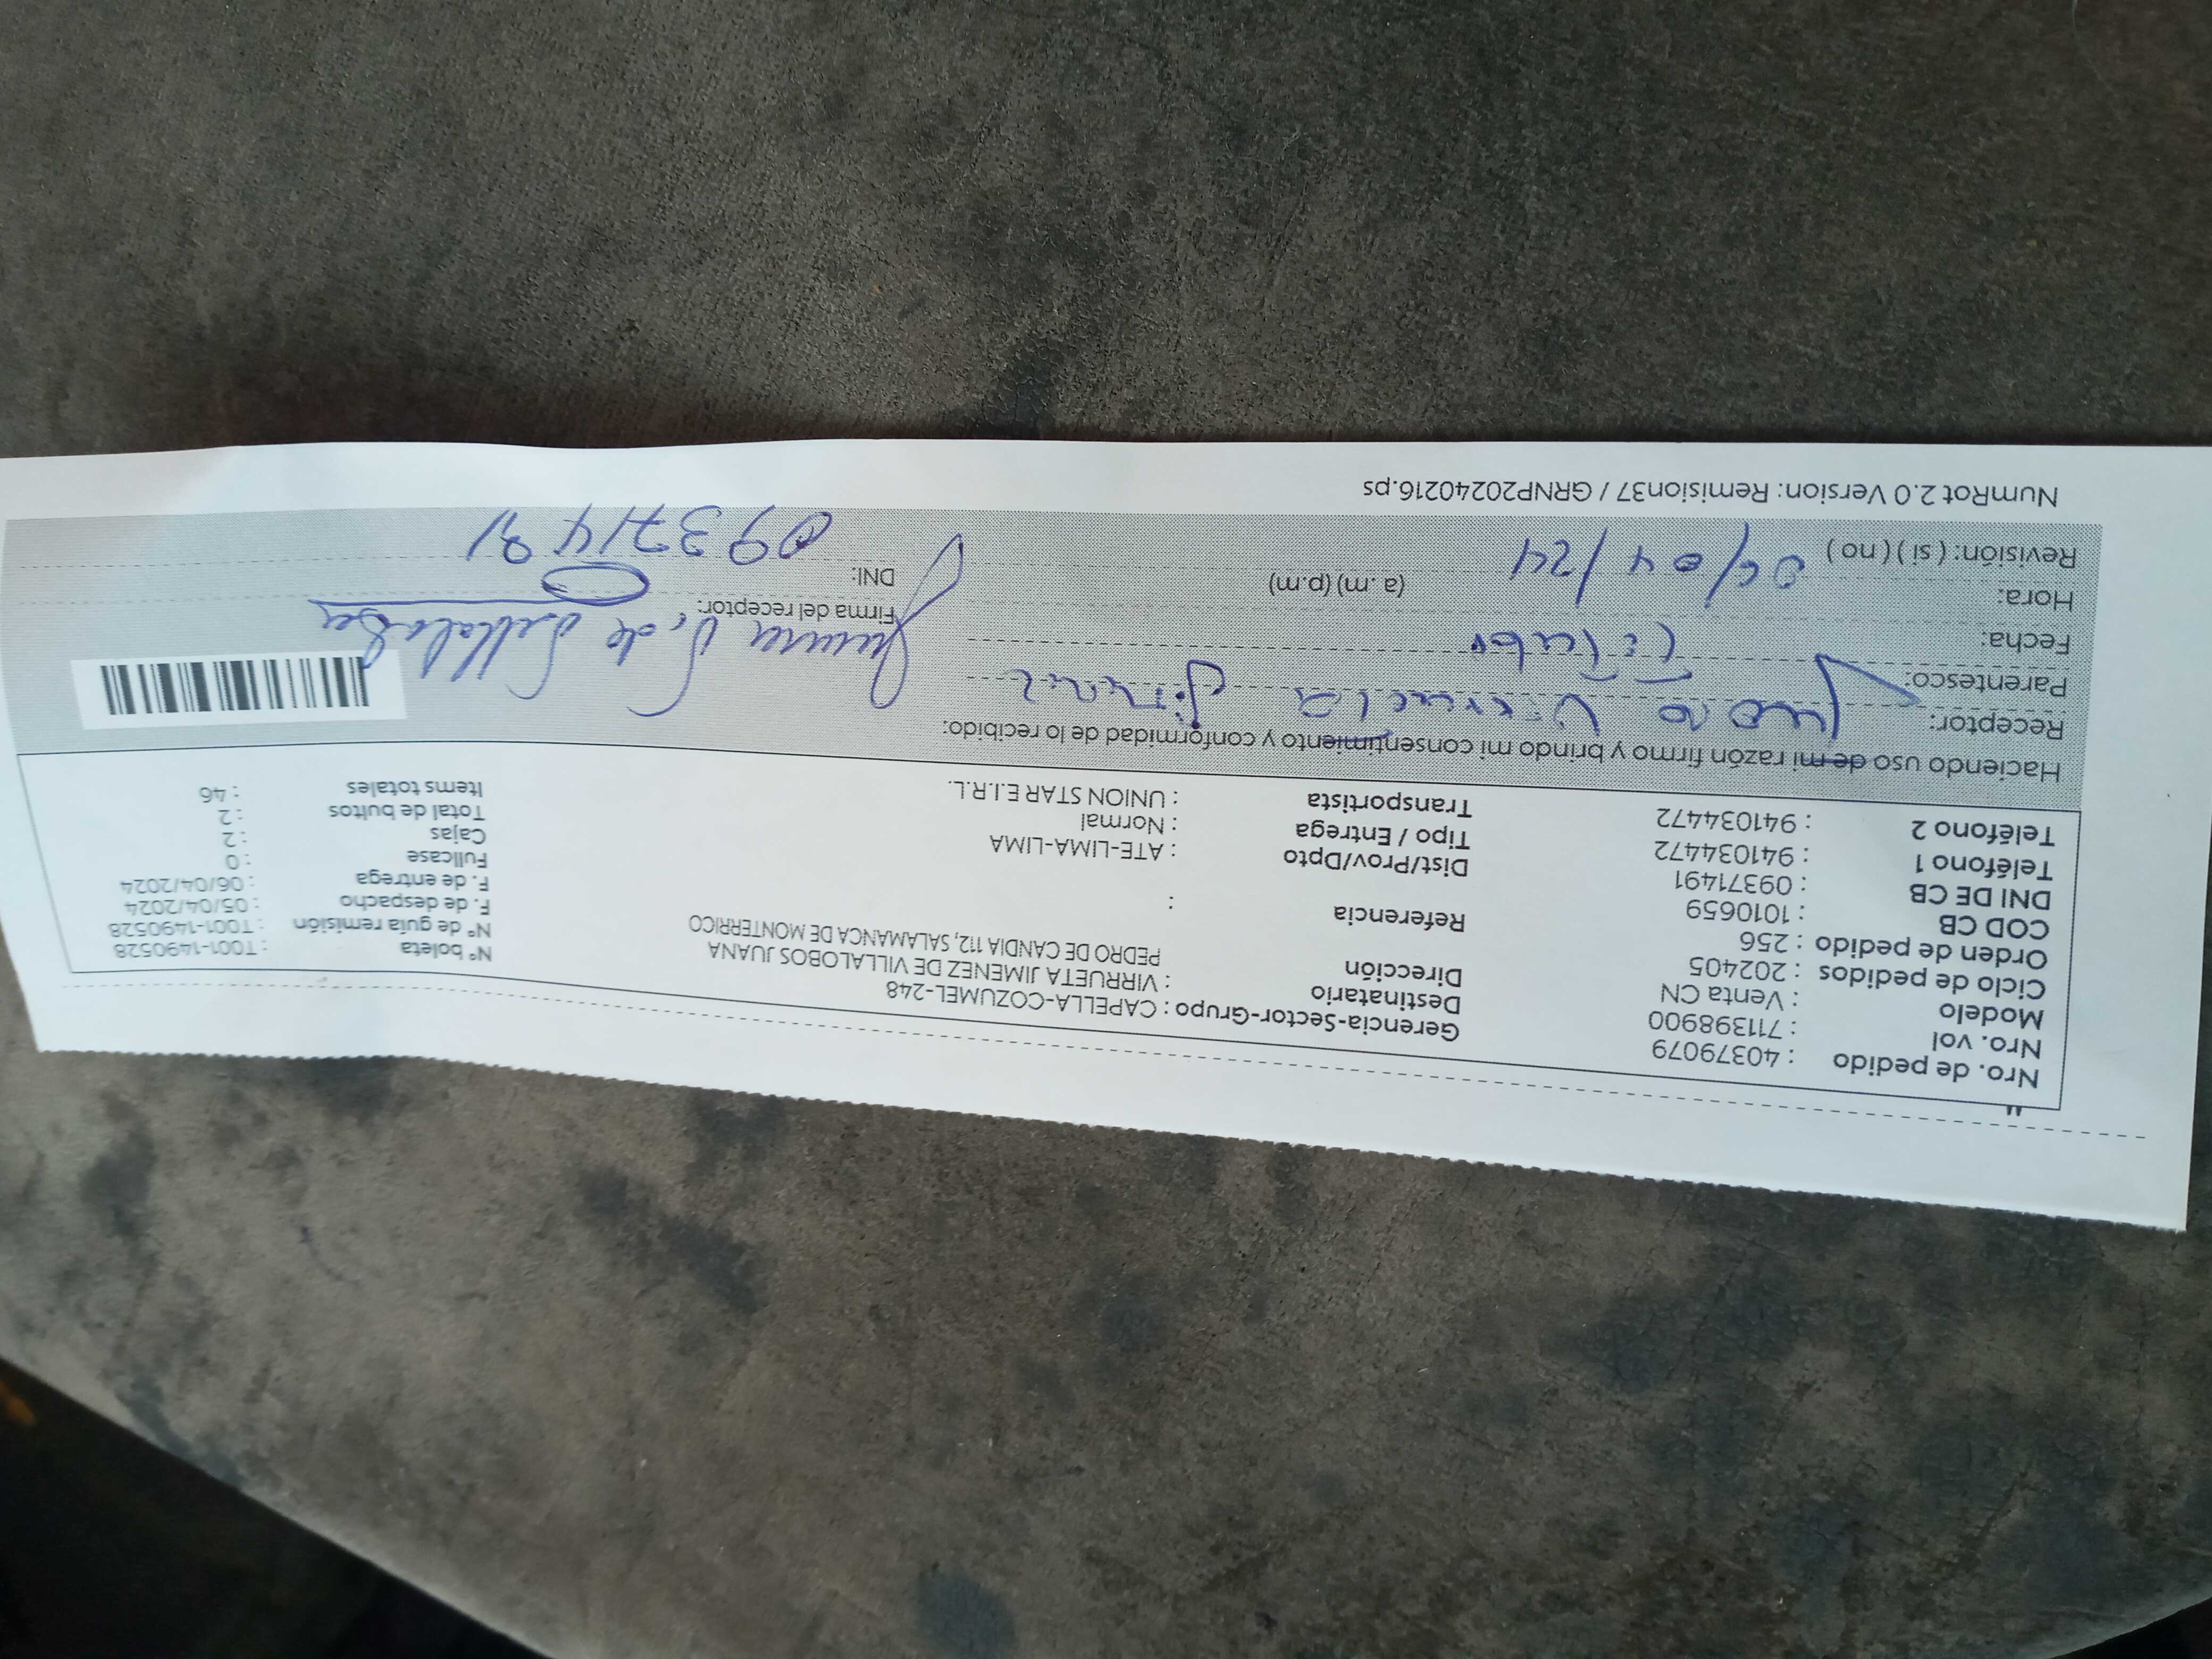 Nro. de pedido : 40379079
Nro. vol : 711398900
Modelo : Venta CN
Ciclo de pedidos : 202405
Orden de pedido : 256
COD CB : 1010659
DNI DE CB : 09371491
Teléfono 1 : 941034472
Teléfono 2 : 941034472
Gerencia-Sector-Grupo : CAPELLA-COZUMEL-248
Destinatario : VIRRUETA JIMENEZ DE VILLALOBOS JUANA
Dirección PEDRO DE CANDIA 112, SALAMANCA DE MONTERRICO
Referencia :
Dist/Prov/Dpto : ATE-LIMA-LIMA
Tipo / Entrega : Normal
Transportista : UNION STAR E.I.R.L.
N° boleta : T001-1490528
N° de guía remisión : T001-1490528
F. de despacho : 05/04/2024
F. de entrega : 06/04/2024
Fullcase : 0
Cajas : 2
Total de bultos : 2
Items totales : 46
Haciendo uso de mi razón firmo y brindo mi consentimiento y conformidad de lo recibido:
Receptor: Juana Virrueta Jimenez
Parentesco: Titular
Fecha:
Hora: 06/04/24 (a. m) (p.m)
Revisión: ( si ) ( no )
Juana V. de Villalobos
Firma del receptor:
DNI: 09371491
NumRot 2.0 Version: Remision37 / GRNP20240216.ps